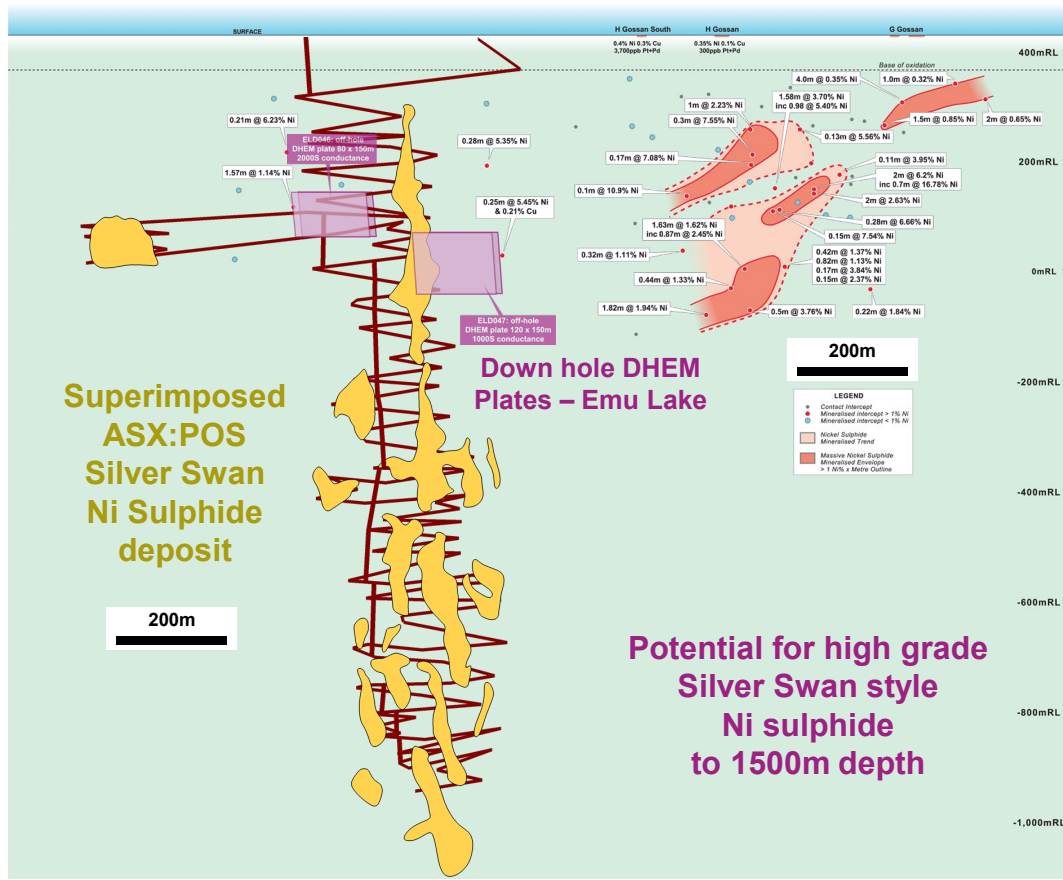 SURFACE
H Gossan South
0.4% Ni 0.3% Cu
3,700ppb Pt+Pd
H Gossan
0.35% Ni 0.1% Cu
300ppb Pt+Pd
G Gossan
400mRL
Base of oxidation
4.0m @ 0.35% Ni
1.0m @ 0.32% Ni
1.58m @ 3.70% Ni
inc 0.98 @ 5.40% Ni
1m @ 2.23% Ni
0.3m @ 7.55% Ni
1.5m @ 0.85% Ni
2m @ 0.65% Ni
0.13m @ 5.56% Ni
0.21m @ 6.23% Ni
ELD046: off-hole
DHEM plate 80 x 150m
2000S conductance
0.28m @ 5.35% Ni
0.17m @ 7.08% Ni
0.11m @ 3.95% Ni
200mRL
1.57m @ 1.14% Ni
2m @ 6.2% Ni
inc 0.7m @ 16.78% Ni
0.1m @ 10.9% Ni
2m @ 2.63% Ni
0.25m @ 5.45% Ni
& 0.21% Cu
1.63m @ 1.62% Ni
inc 0.87m @ 2.45% Ni
0.28m @ 6.66% Ni
0.15m @ 7.54% Ni
0.32m @ 1.11% Ni
0.42m @ 1.37% Ni
0.82m @ 1.13% Ni
0.17m @ 3.84% Ni
0.15m @ 2.37% Ni
0mRL
0.44m @ 1.33% Ni
1.82m @ 1.94% Ni
0.5m @ 3.76% Ni
0.22m @ 1.84% Ni
ELD047: off-hole
DHEM plate 120 x 150m
1000S conductance
200m
Down hole DHEM
Plates – Emu Lake
-200mRL
LEGEND
Contact Intercept
Mineralised intercept > 1% Ni
Mineralised intercept < 1% Ni
Nickel Sulphide
Mineralised Trend
Massive Nickel Sulphide
Mineralised Envelope
> 1 Ni% x Metre Outline
Superimposed
ASX:POS
Silver Swan
Ni Sulphide
deposit
-400mRL
200m
-600mRL
Potential for high grade
Silver Swan style
Ni sulphide
to 1500m depth
-800mRL
-1,000mRL